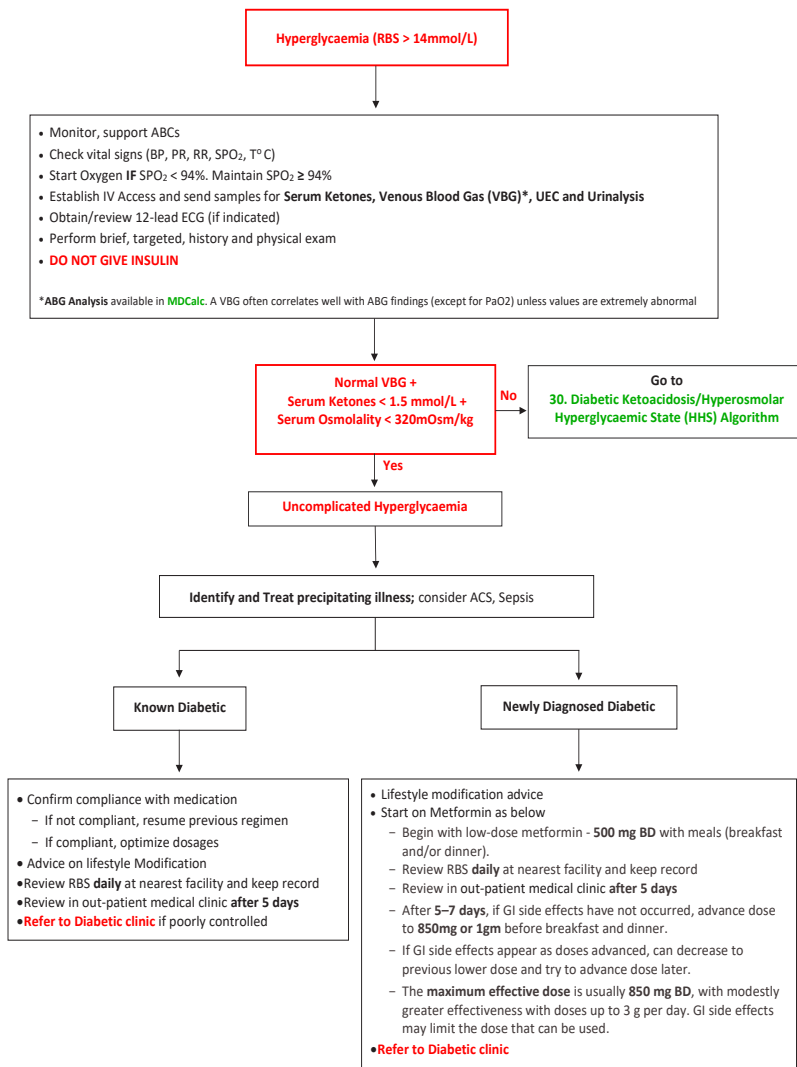 Hyperglycaemia (RBS > 14mmol/L)
• Monitor, support ABCs
• Check vital signs (BP, PR, RR, SPO₂, T° C)
• Start Oxygen IF SPO₂ < 94%. Maintain SPO₂ ≥ 94%
• Establish IV Access and send samples for Serum Ketones, Venous Blood Gas (VBG)*, UEC and Urinalysis
• Obtain/review 12-lead ECG (if indicated)
• Perform brief, targeted, history and physical exam
• DO NOT GIVE INSULIN
*ABG Analysis available in MDCalc. A VBG often correlates well with ABG findings (except for PaO2) unless values are extremely abnormal
Normal VBG +
Serum Ketones < 1.5 mmol/L +
Serum Osmolality < 320mOsm/kg
No
Go to
30. Diabetic Ketoacidosis/Hyperosmolar
Hyperglycaemic State (HHS) Algorithm
Yes
Uncomplicated Hyperglycaemia
Identify and Treat precipitating illness; consider ACS, Sepsis
Known Diabetic
Newly Diagnosed Diabetic
• Confirm compliance with medication
− If not compliant, resume previous regimen
− If compliant, optimize dosages
• Advice on lifestyle Modification
•Review RBS daily at nearest facility and keep record
•Review in out-patient medical clinic after 5 days
•Refer to Diabetic clinic if poorly controlled
• Lifestyle modification advice
• Start on Metformin as below
− Begin with low-dose metformin - 500 mg BD with meals (breakfast
and/or dinner).
− Review RBS daily at nearest facility and keep record
− Review in out-patient medical clinic after 5 days
− After 5–7 days, if GI side effects have not occurred, advance dose
to 850mg or 1gm before breakfast and dinner.
− If GI side effects appear as doses advanced, can decrease to
previous lower dose and try to advance dose later.
− The maximum effective dose is usually 850 mg BD, with modestly
greater effectiveness with doses up to 3 g per day. GI side effects
may limit the dose that can be used.
•Refer to Diabetic clinic